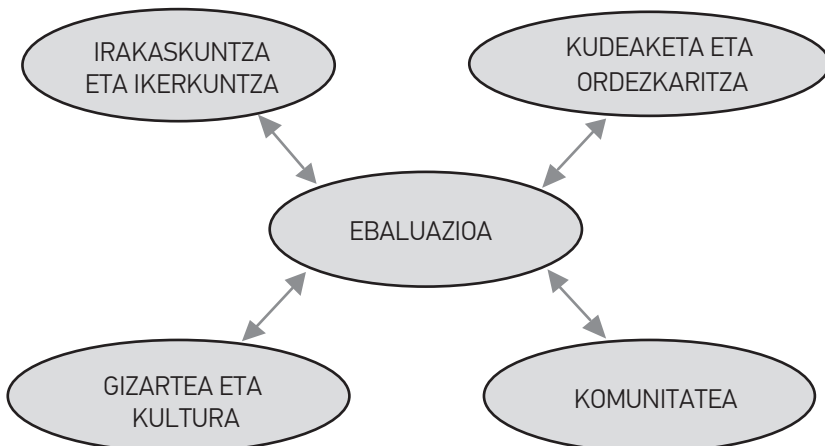 IRAKASKUNTZA
ETA IKERKUNTZA
KUDEAKETA ETA
ORDEZKARITZA
EBALUAZIOA
GIZARTEA ETA
KULTURA
KOMUNITATEA